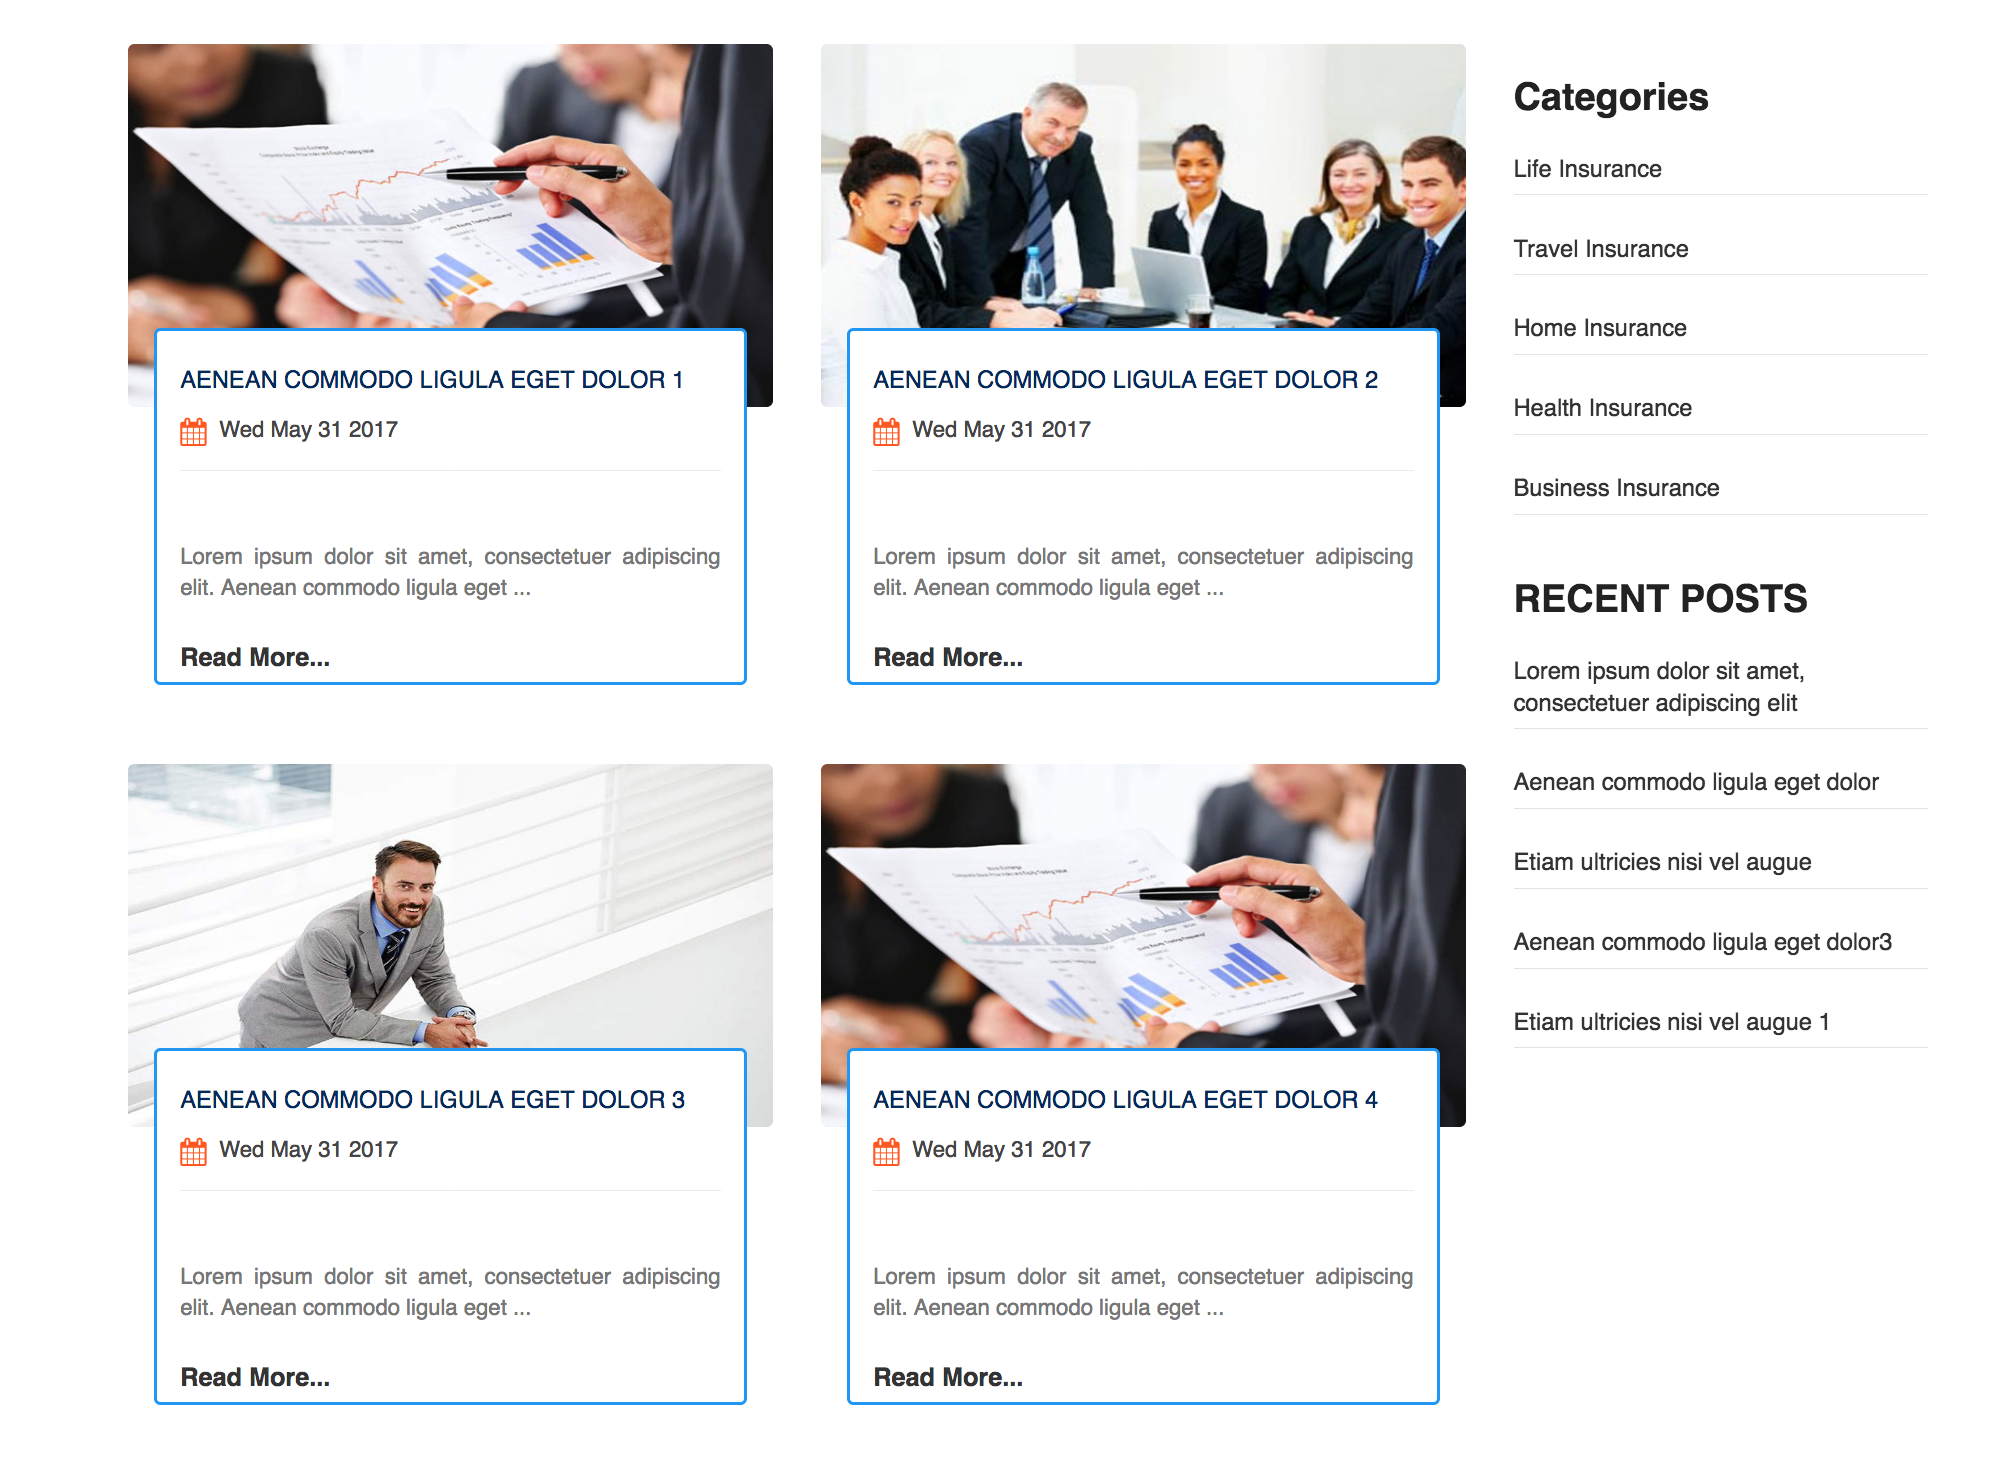 AENEAN COMMODO LIGULA EGET DOLOR 1
Wed May 31 2017
Lorem ipsum dolor sit amet, consectetuer adipiscing
elit. Aenean commodo ligula eget ...
Read More...
AENEAN COMMODO LIGULA EGET DOLOR 2
Wed May 31 2017
Lorem ipsum dolor sit amet, consectetuer adipiscing
elit. Aenean commodo ligula eget ...
Read More...
AENEAN COMMODO LIGULA EGET DOLOR 3
Wed May 31 2017
Lorem ipsum dolor sit amet, consectetuer adipiscing
elit. Aenean commodo ligula eget ...
Read More...
AENEAN COMMODO LIGULA EGET DOLOR 4
Wed May 31 2017
Lorem ipsum dolor sit amet, consectetuer adipiscing
elit. Aenean commodo ligula eget ...
Read More...
Categories
Life Insurance
Travel Insurance
Home Insurance
Health Insurance
Business Insurance
RECENT POSTS
Lorem ipsum dolor sit amet,
consectetuer adipiscing elit
Aenean commodo ligula eget dolor
Etiam ultricies nisi vel augue
Aenean commodo ligula eget dolor3
Etiam ultricies nisi vel augue 1